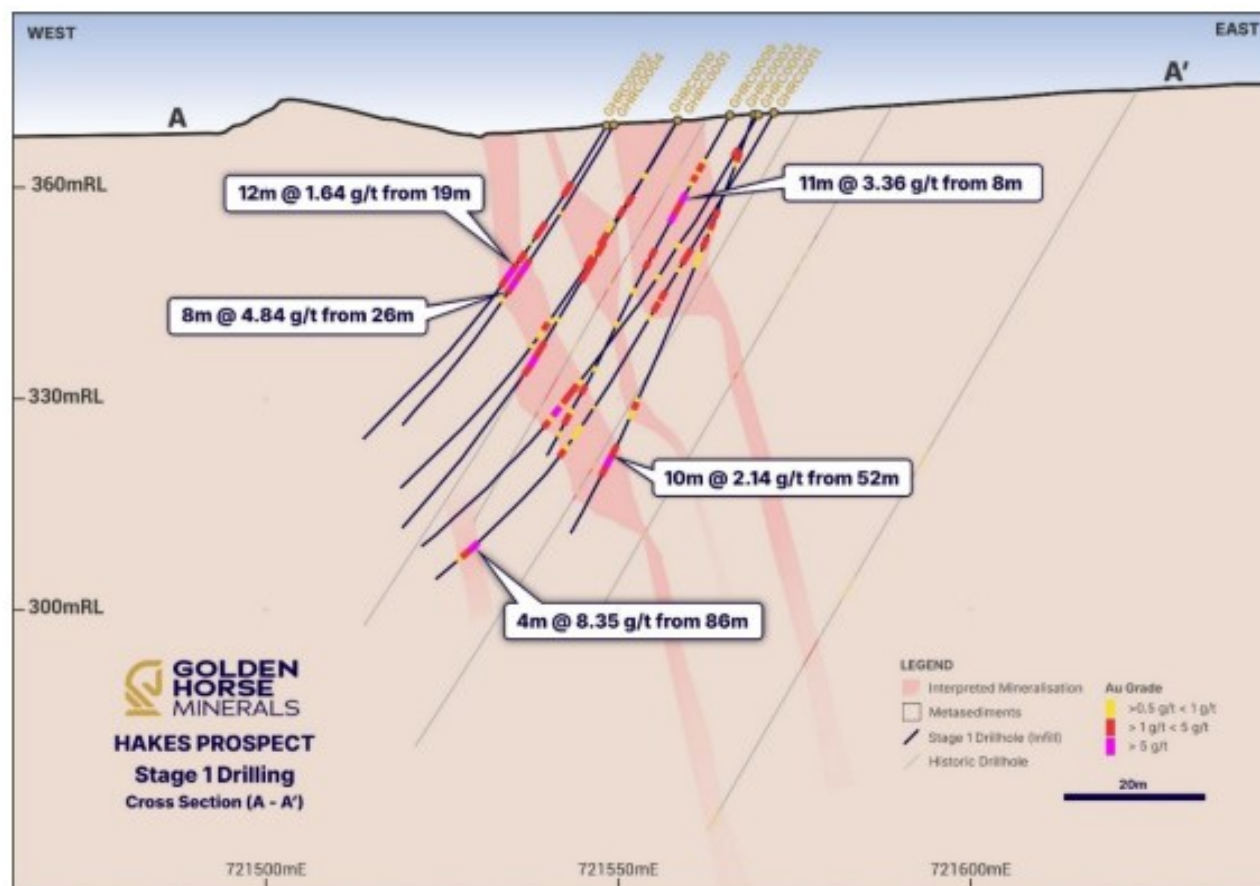 WEST
EAST
A
A'
GHRC0004
GHRC0001
GHRC0011
360mRL
12m @ 1.64 g/t from 19m
11m @ 3.36 g/t from 8m
8m @ 4.84 g/t from 26m
330mRL
10m @ 2.14 g/t from 52m
300mRL
4m @ 8.35 g/t from 86m
GOLDEN
HORSE
MINERALS
HAKES PROSPECT
Stage 1 Drilling
Cross Section (A - A')
LEGEND
Interpreted Mineralisation
Metasediments
Stage 1 Drillhole (Infill)
Historic Drillhole
Au Grade
>0.5 g/t < 1 g/t
> 1 g/t < 5 g/t
> 5 g/t
20m
721500mE
721550mE
721600mE